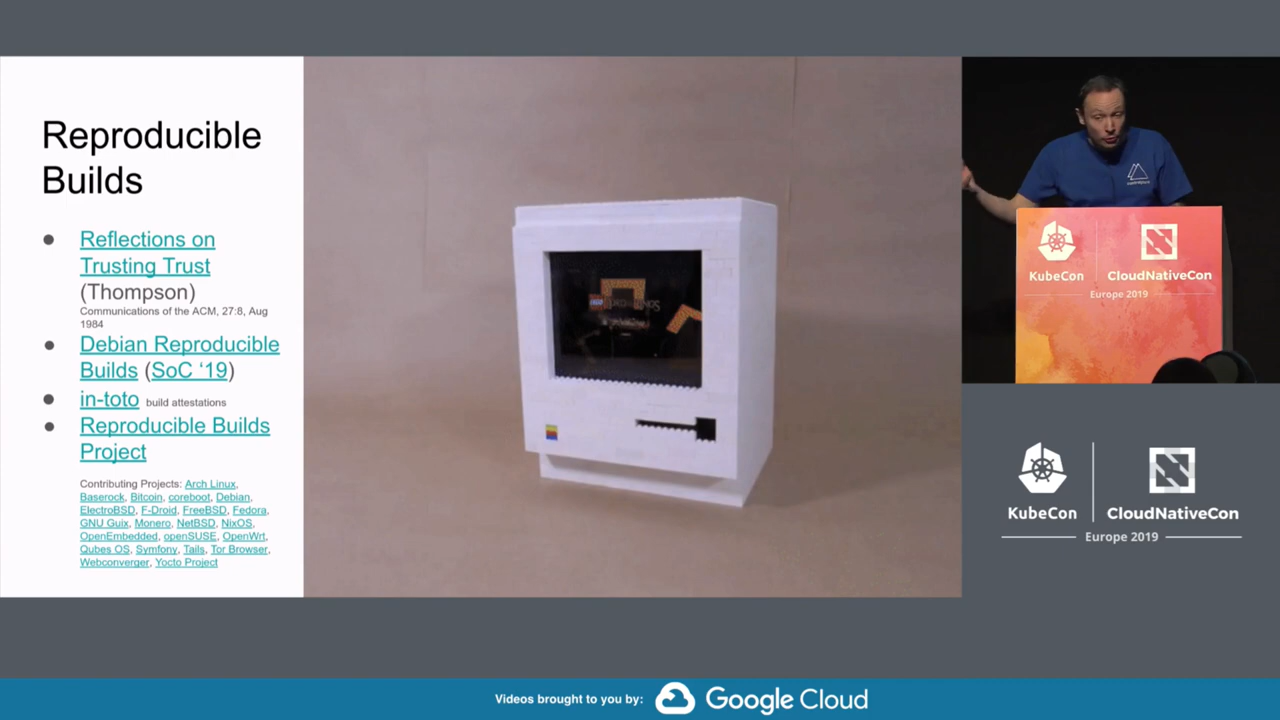 Reproducible
Builds
● Reflections on
Trusting Trust
(Thompson)
Communications of the ACM, 27:8, Aug
1984
● Debian Reproducible
Builds (SoC ‘19)
● in-toto build attestations
● Reproducible Builds
Project
Contributing Projects: Arch Linux,
Baserock, Bitcoin, coreboot, Debian,
ElectroBSD, F-Droid, FreeBSD, Fedora,
GNU Guix, Monero, NetBSD, NixOS,
OpenEmbedded, openSUSE, OpenWrt,
Qubes OS, Symfony, Tails, Tor Browser,
Webconverger, Yocto Project
KubeCon
CloudNativeCon
Europe 2019
KubeCon
CloudNativeCon
Europe 2019
Videos brought to you by: Google Cloud